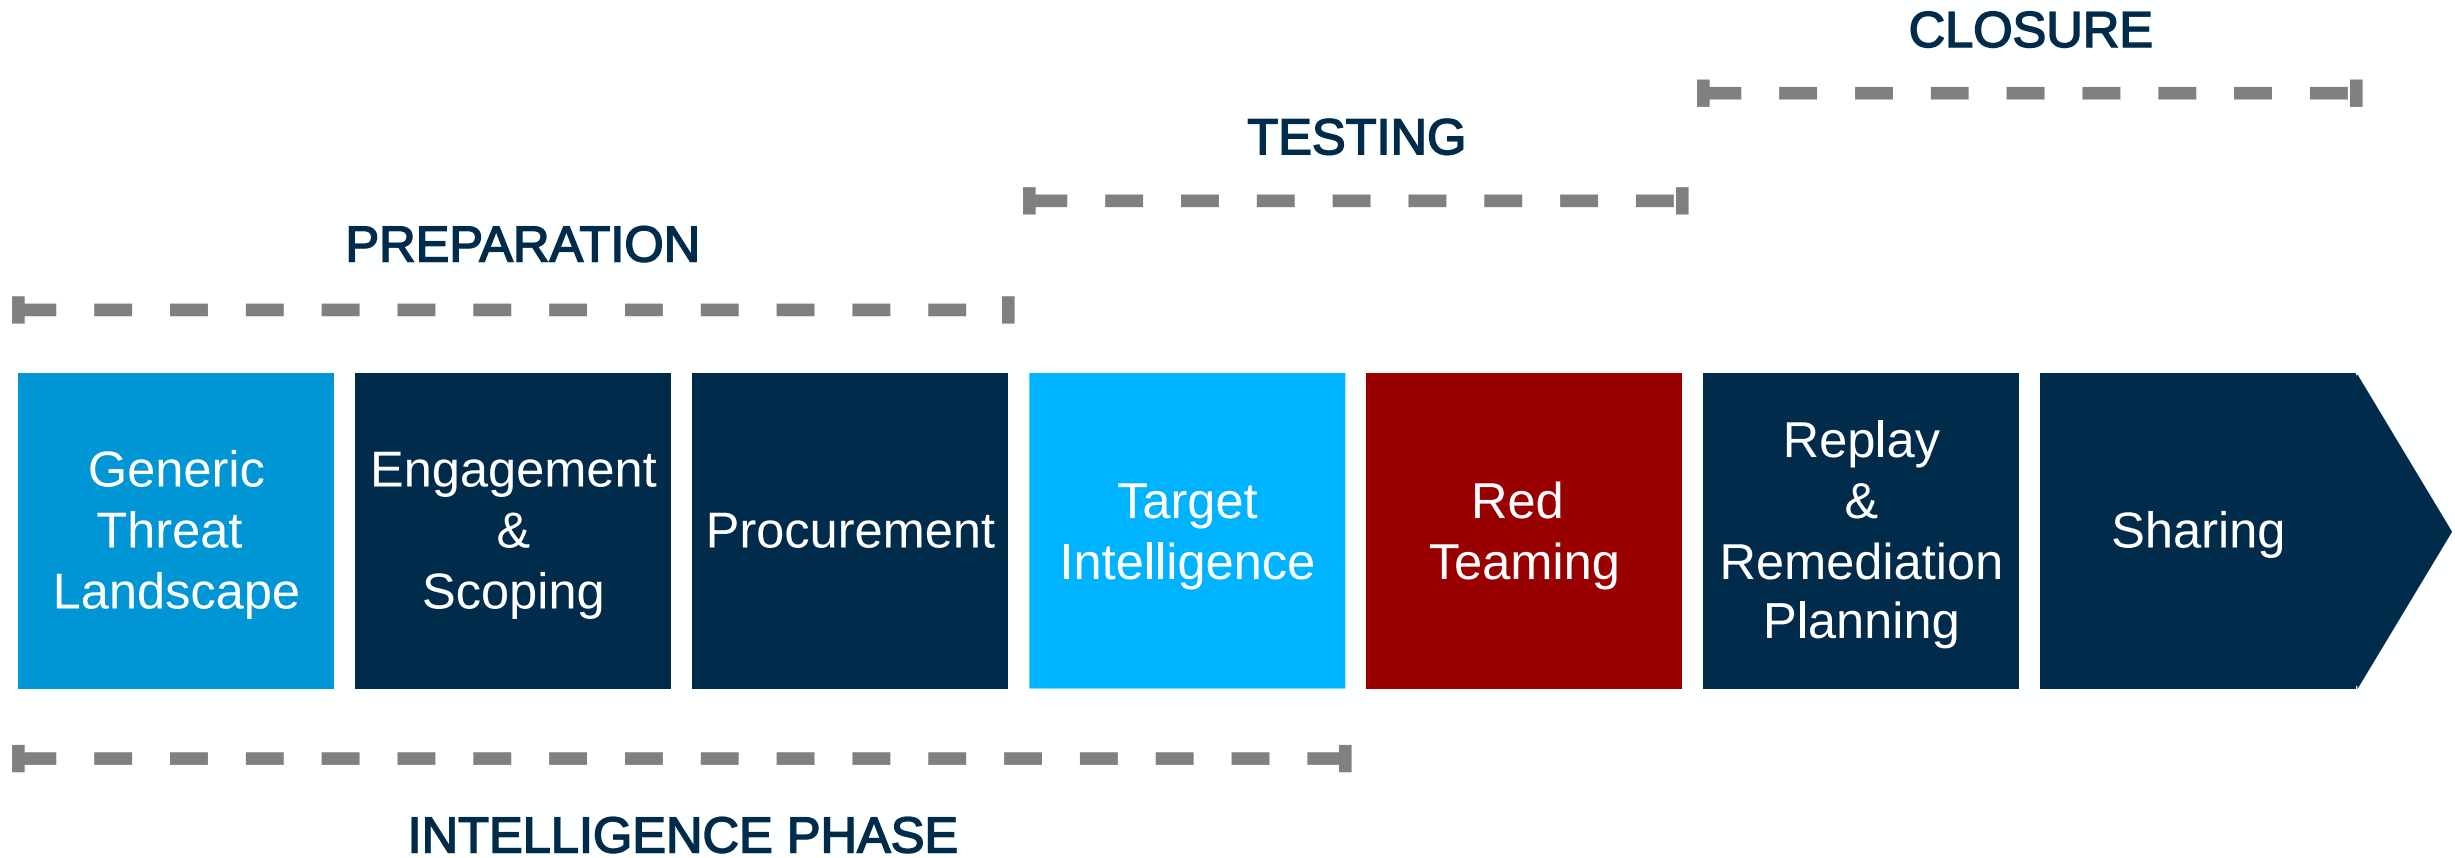 CLOSURE
TESTING
PREPARATION
Generic
Threat
Landscape
Engagement
&
Scoping
Procurement
Target
Intelligence
Red
Teaming
Replay
&
Remediation
Planning
Sharing
INTELLIGENCE PHASE